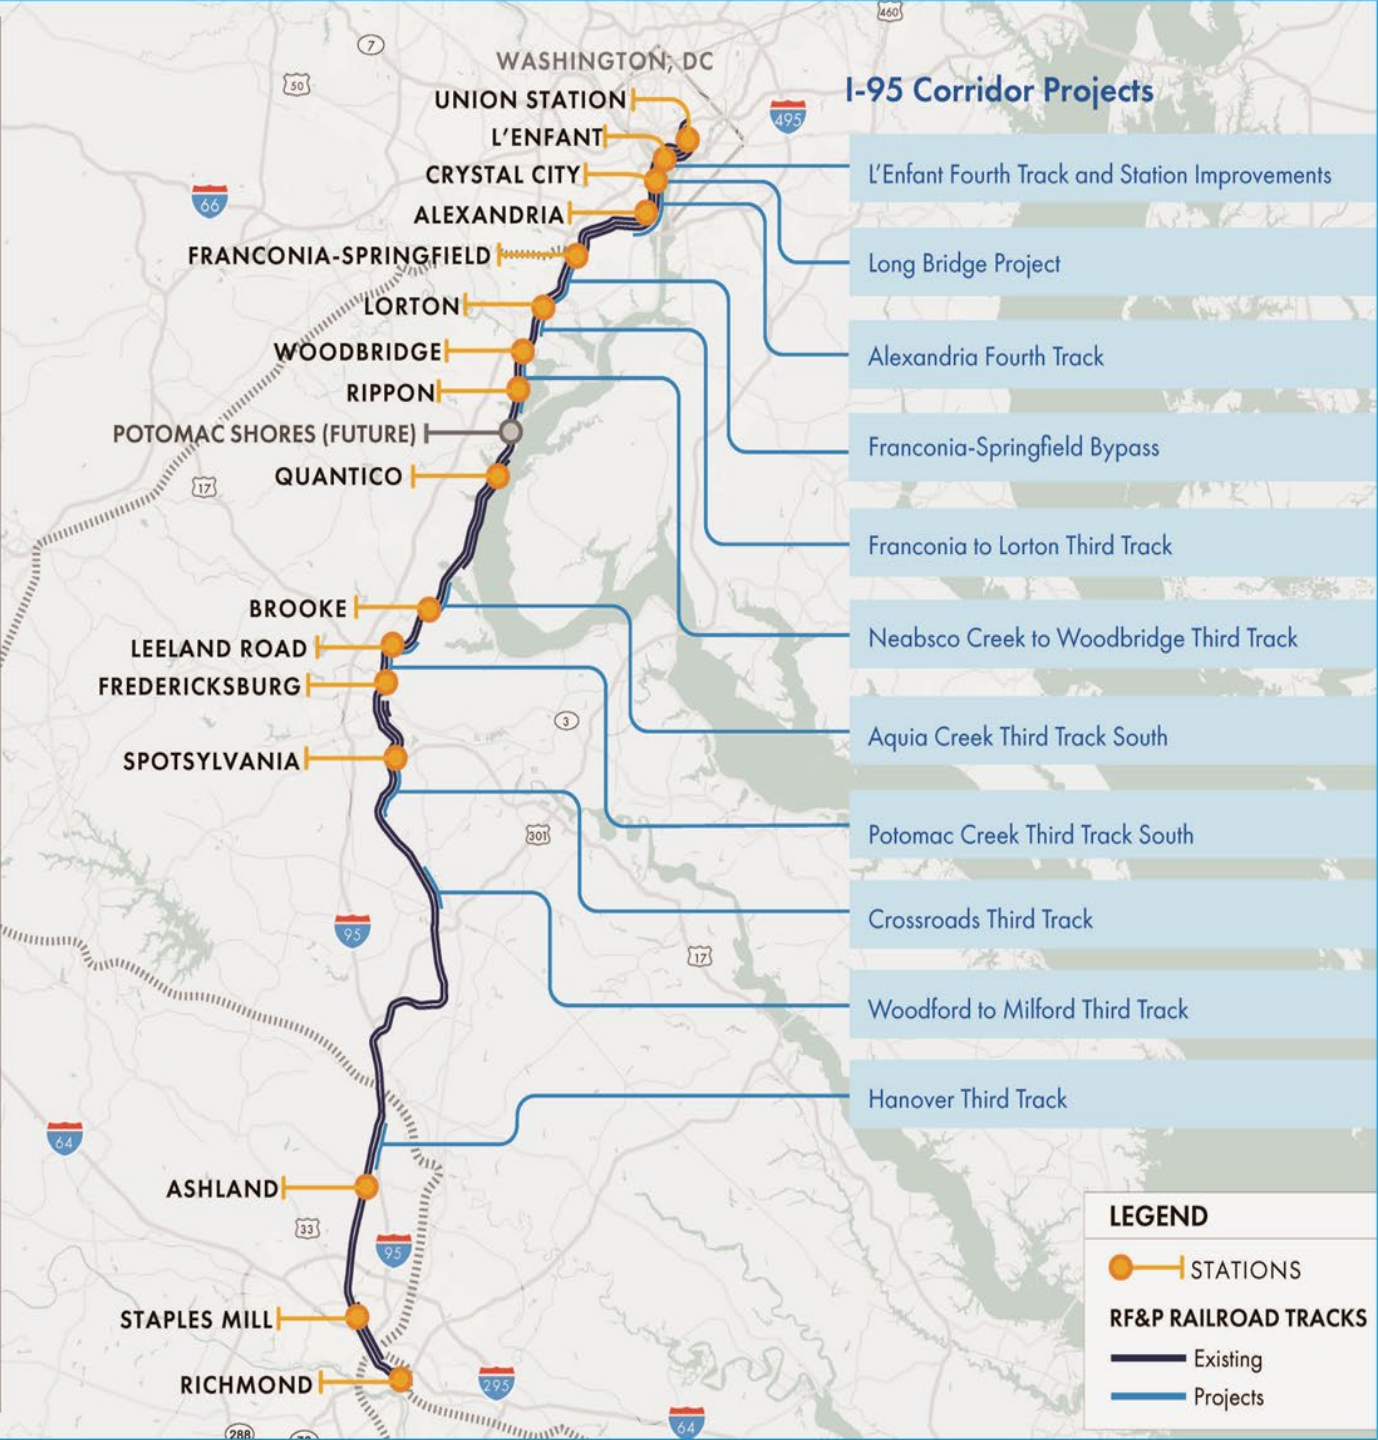 460
7
50
WASHINGTON, DC
UNION STATION
495
I-95 Corridor Projects
L'ENFANT
CRYSTAL CITY
L'Enfant Fourth Track and Station Improvements
66
ALEXANDRIA
FRANCONIA-SPRINGFIELD
Long Bridge Project
LORTON
WOODBRIDGE
Alexandria Fourth Track
RIPPON
POTOMAC SHORES (FUTURE)
Franconia-Springfield Bypass
QUANTICO
17
Franconia to Lorton Third Track
BROOKE
Neabsco Creek to Woodbridge Third Track
LEELAND ROAD
FREDERICKSBURG
3
Aquia Creek Third Track South
SPOTSYLVANIA
301
Potomac Creek Third Track South
95
Crossroads Third Track
17
Woodford to Milford Third Track
Hanover Third Track
64
ASHLAND
33
95
LEGEND
STATIONS
STAPLES MILL
RF&P RAILROAD TRACKS
Existing
RICHMOND
295
Projects
64
288